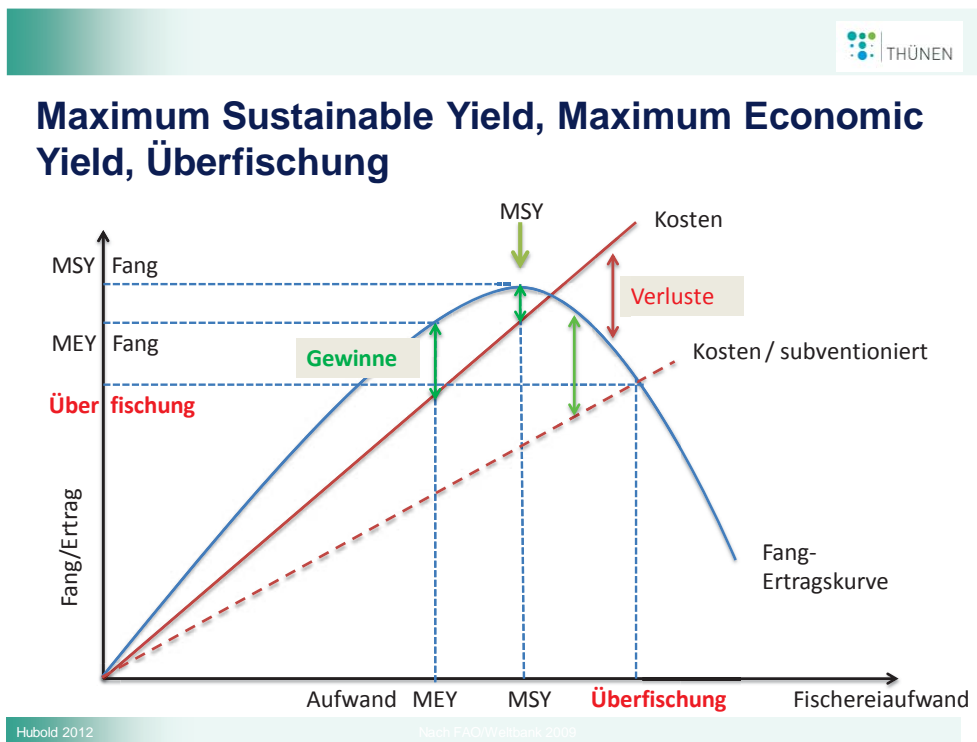 THÜNEN
Maximum Sustainable Yield, Maximum Economic
Yield, Überfischung
MSY
Kosten
MSY Fang
Verluste
MEY Fang
Gewinne
Kosten / subventioniert
Über fischung
Fang/Ertrag
Fang-
Ertragskurve
Aufwand MEY MSY Überfischung Fischereiaufwand
Hubold 2012 Nach FAO/Weltbank 2009